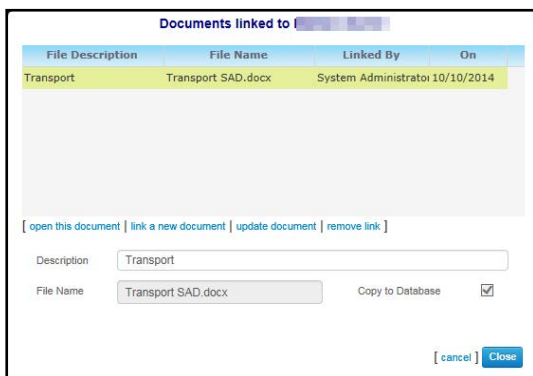 Documents linked to
File Description File Name Linked By On
Transport Transport SAD.docx System Administrator 10/10/2014
[ open this document | link a new document | update document | remove link ]
Description Transport
File Name Transport SAD.docx Copy to Database
[ cancel ] Close